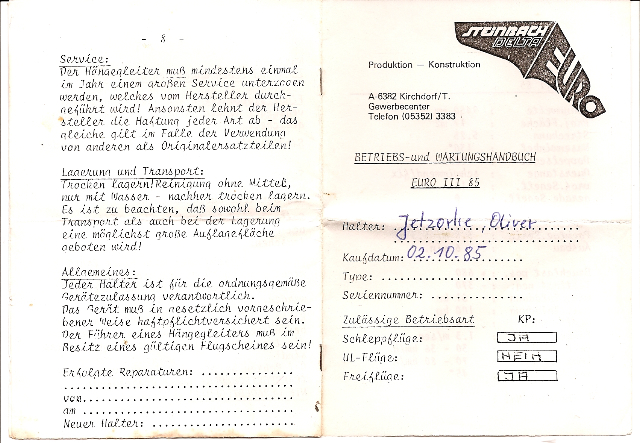 - 8 -
Service:
Der Hängegleiter muß mindestens einmal
im Jahr einem großen Service unterzogen
werden, welches vom Hersteller durch-
geführt wird! Ansonsten lehnt der Her-
steller die Haftung jeder Art ab - das
gleiche gilt im Falle der Verwendung
von anderen als Originalersatzteilen!
Lagerung und Transport:
Trocken lagern! Reinigung ohne Mittel,
nur mit Wasser - nachher trocken lagern.
Es ist zu beachten, daß sowohl beim
Transport als auch bei der Lagerung
eine möglichst große Auflagefläche
geboten wird!
Allgemeines:
Jeder Halter ist für die ordnungsgemäße
Gerätezulassung verantwortlich.
Das Gerät muß in gesetzlich vorgeschrie-
bener Weise haftpflichtversichert sein.
Der Führer eines Hängegleiters muß im
Besitz eines gültigen Flugscheines sein!
Erfolgte Reparaturen: ...............
von...............
am ...............
Neuer Halter: ...............
STEINBACH
DELTA
EURO
Produktion — Konstruktion
A-6382 Kirchdorf/T.
Gewerbecenter
Telefon (05352) 3383
BETRIEBS-und WARTUNGSHANDBUCH
EURO III-85
Halter: Oliver
Kaufdatum: 02.10.85
Type: ...............
Seriennummer: ...............
Zulässige Betriebsart KP:
Schleppflüge: JA
UL-Flüge: NEIN
Freiflüge: JA